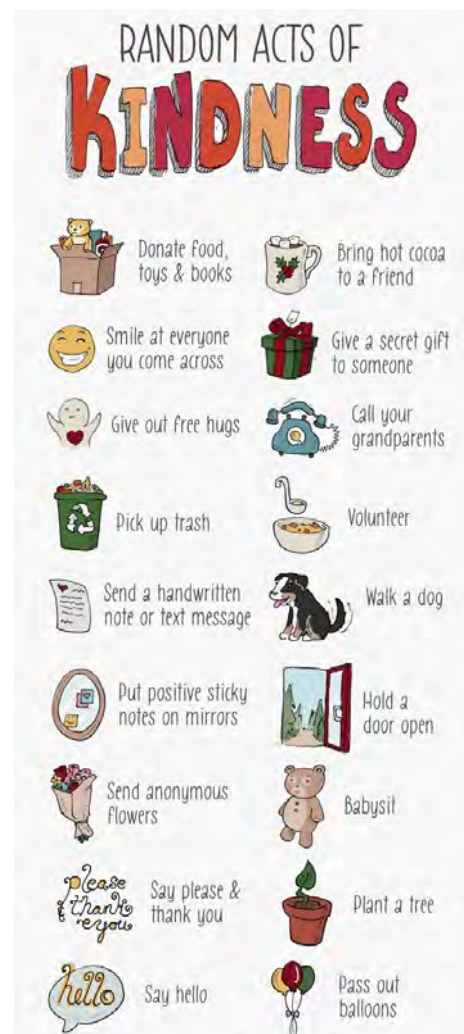 RANDOM ACTS OF
KINDNESS
Donate food,
toys & books
Bring hot cocoa
to a friend
Smile at everyone
you come across
Give a secret gift
to someone
Give out free hugs
Call your
grandparents
Pick up trash
Volunteer
Send a handwritten
note or text message
Walk a dog
Put positive sticky
notes on mirrors
Hold a
door open
Send anonymous
flowers
Babysit
please
& thank
you
Say please &
thank you
Plant a tree
hello
Say hello
Pass out
balloons